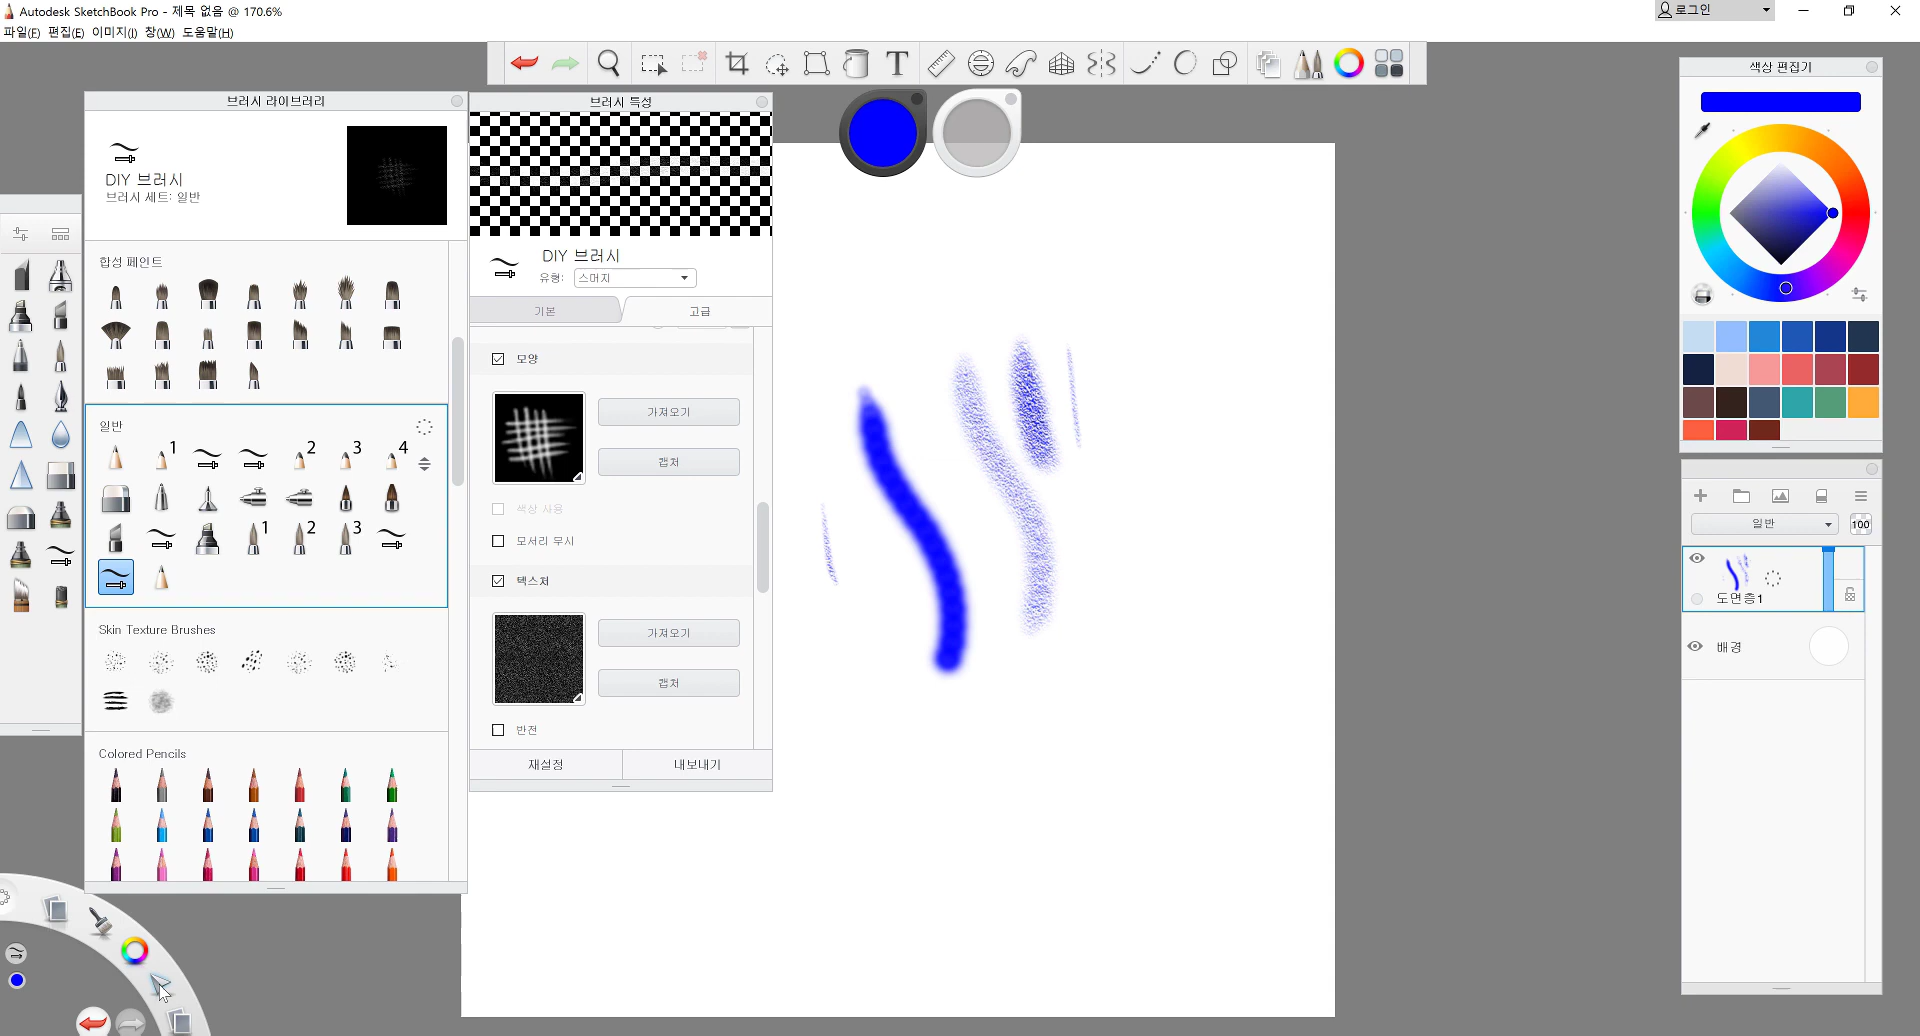 Autodesk SketchBook Pro - 제목 없음 @ 170.6%
로그인
파일(F) 편집(E) 이미지(I) 창(W) 도움말(H)
T
브러시 라이브러리
DIY 브러시
브러시 세트: 일반
합성 페인트
일반
1
2
3
4
1
2
3
Skin Texture Brushes
Colored Pencils
브러시 특성
DIY 브러시
유형: 스머지
기본
고급
모양
가져오기
캡처
색상 사용
모서리 무시
텍스처
가져오기
캡처
반전
재설정
내보내기
색상 편집기
일반
100
도면층1
배경